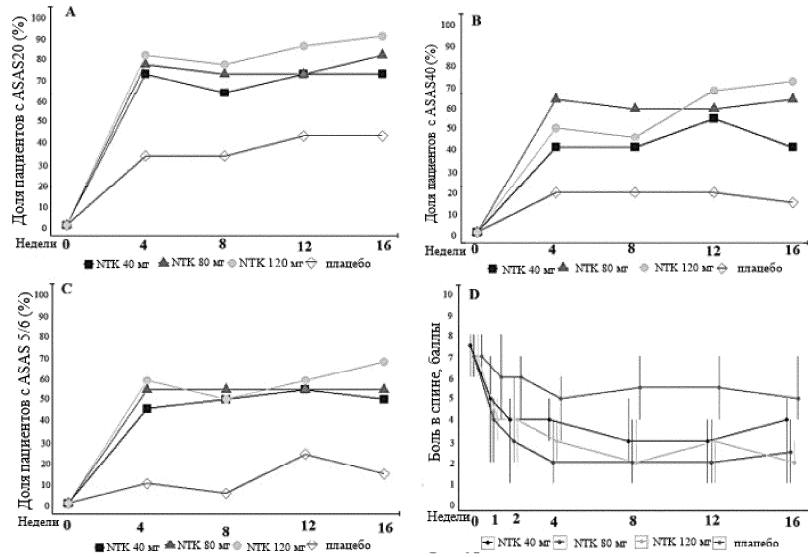 A
Доля пациентов с ASAS20 (%)
100
90
80
70
60
50
40
30
20
10
0
Недели 0 4 8 12 16
NTK 40 мг NTK 80 мг NTK 120 мг плацебо
B
Доля пациентов с ASAS40 (%)
100
90
80
70
60
50
40
30
20
10
0
Недели 0 4 8 12 16
NTK 40 мг NTK 80 мг NTK 120 мг плацебо
C
Доля пациентов с ASAS 5/6 (%)
100
90
80
70
60
50
40
30
20
10
0
Недели 0 4 8 12 16
NTK 40 мг NTK 80 мг NTK 120 мг плацебо
D
Боль в спине, баллы
10
9
8
7
6
5
4
3
2
1
0
Недели 0 1 2 4 8 12 16
NTK 40 мг NTK 80 мг NTK 120 мг плацебо